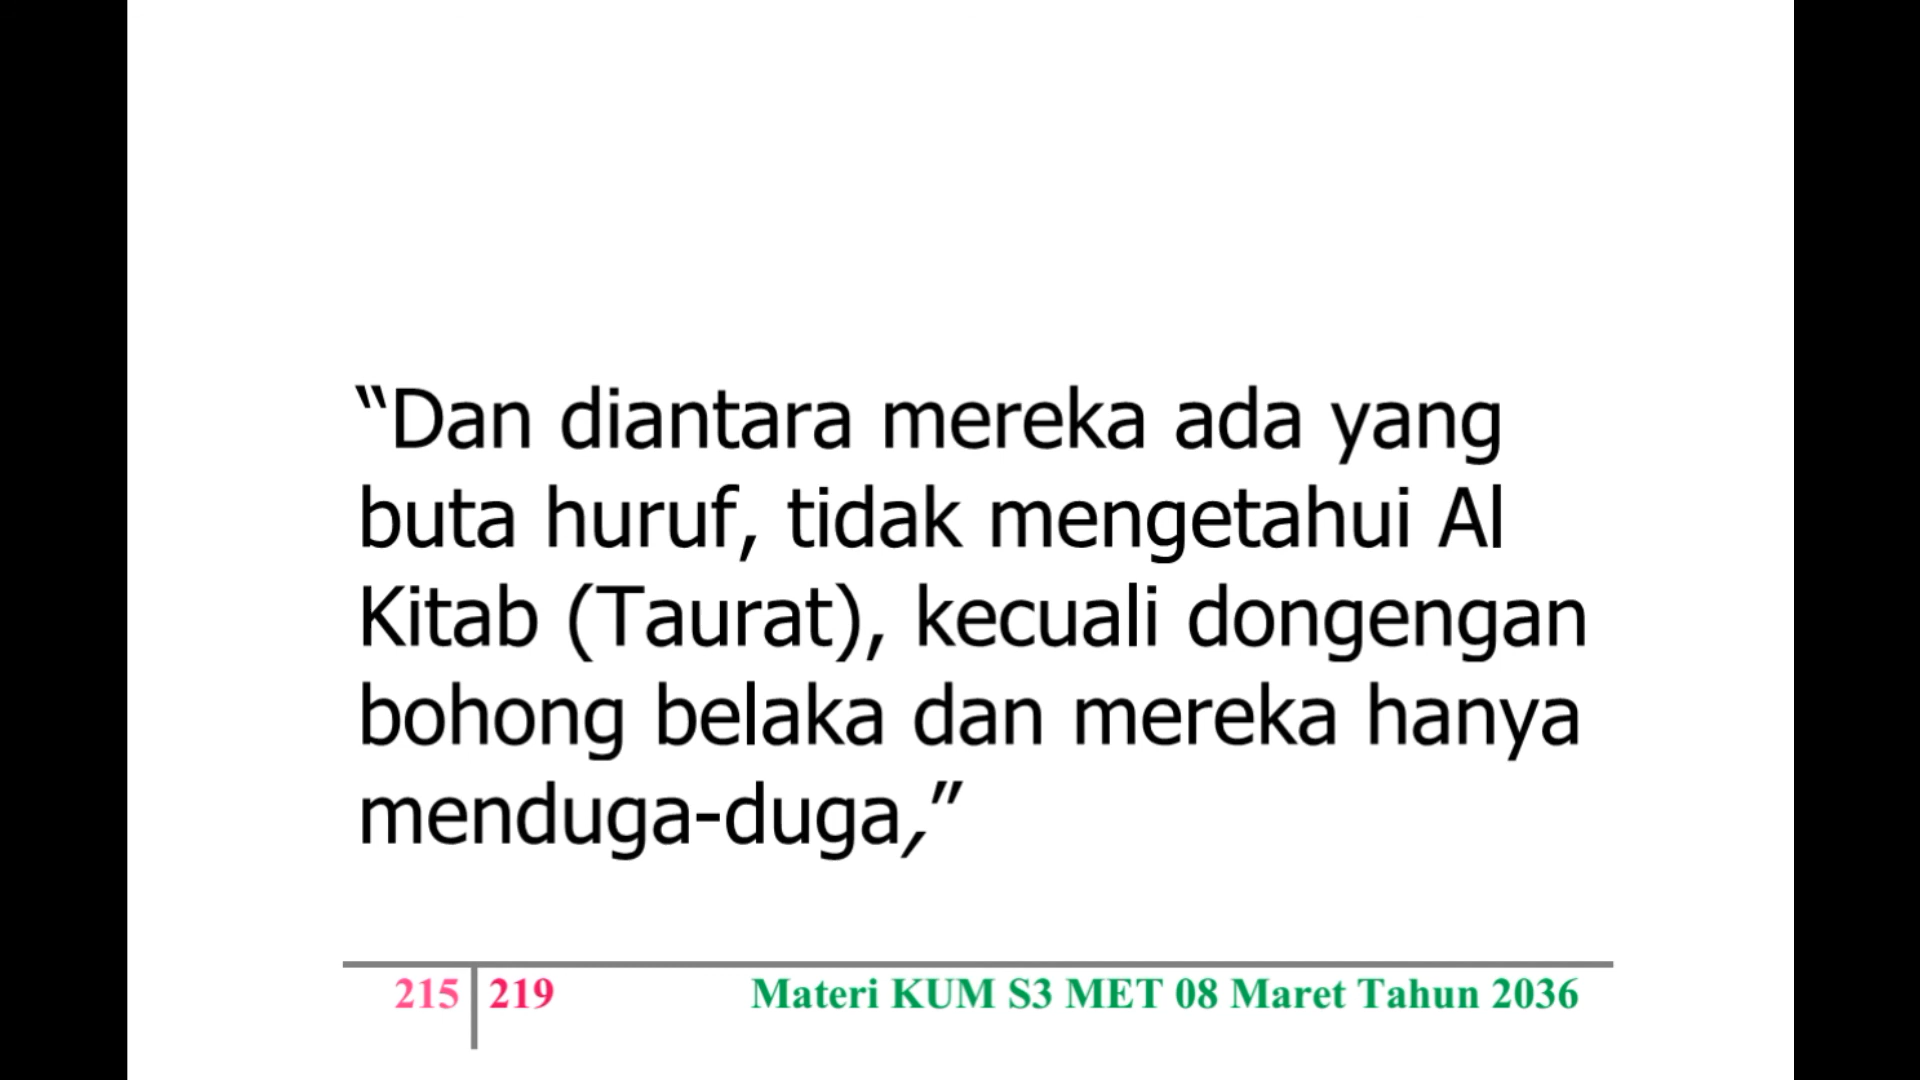 “Dan diantara mereka ada yang
buta huruf, tidak mengetahui Al
Kitab (Taurat), kecuali dongengan
bohong belaka dan mereka hanya
menduga-duga,”
215 219 Materi KUM S3 MET 08 Maret Tahun 2036